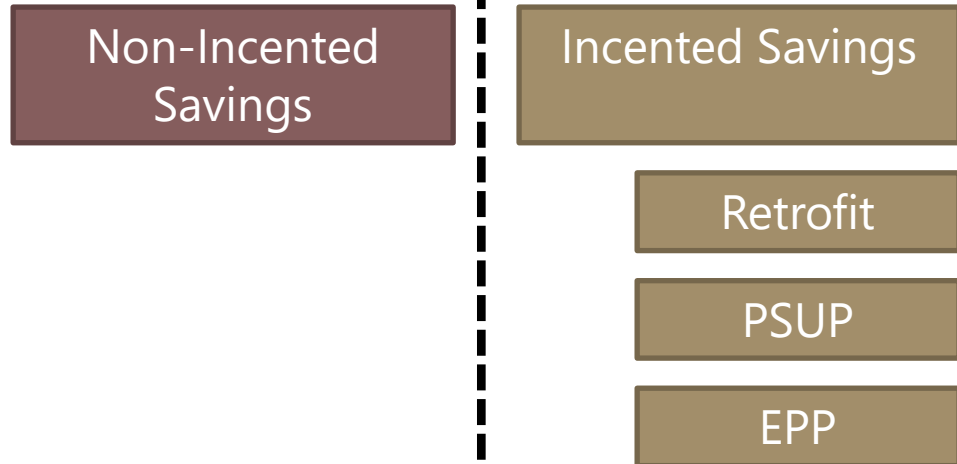 Non-Incented
Savings
Incented Savings
Retrofit
PSUP
EPP